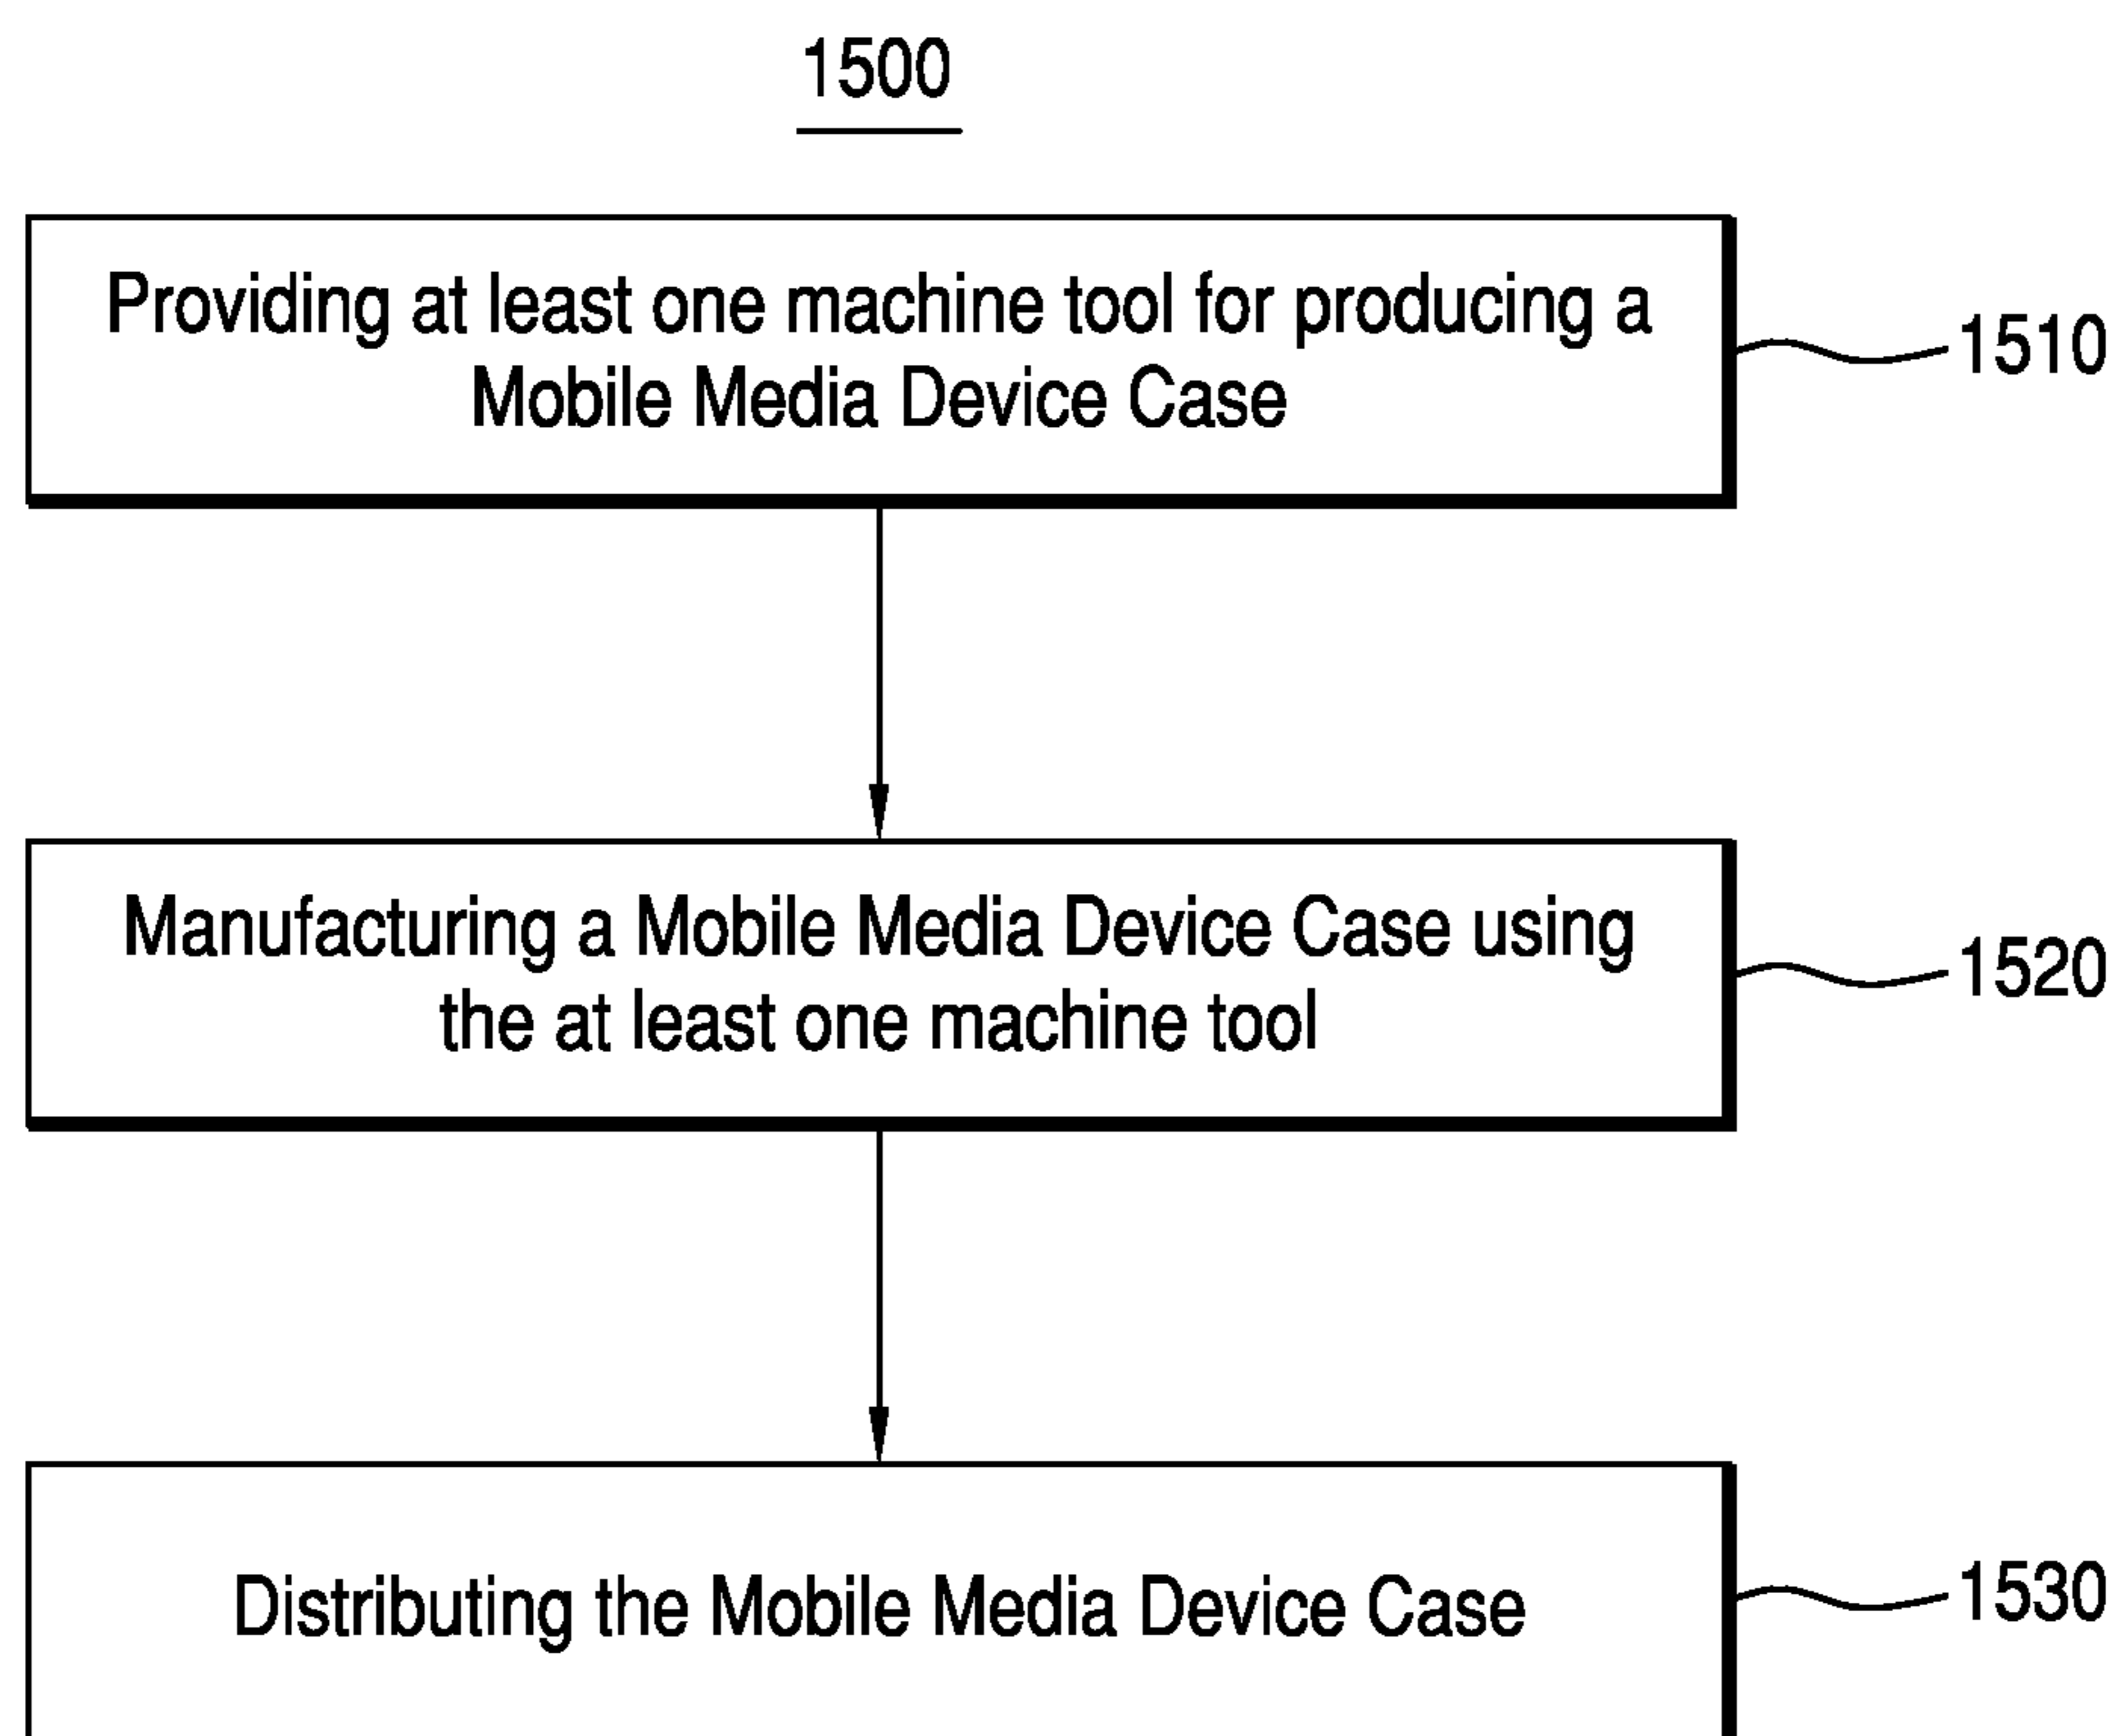 1500
Providing at least one machine tool for producing a
Mobile Media Device Case
1510
Manufacturing a Mobile Media Device Case using
the at least one machine tool
1520
Distributing the Mobile Media Device Case
1530